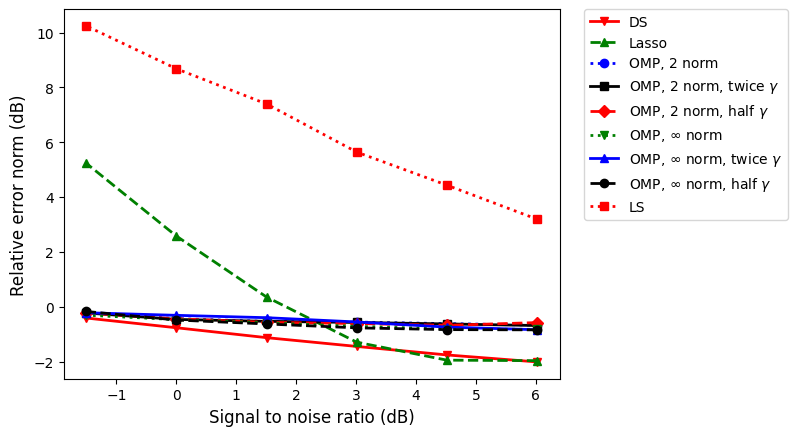 Relative error norm (dB)
10
8
6
4
2
0
−2
−1
0
1
2
3
4
5
6
Signal to noise ratio (dB)
DS
Lasso
OMP, 2 norm
OMP, 2 norm, twice γ
OMP, 2 norm, half γ
OMP, ∞ norm
OMP, ∞ norm, twice γ
OMP, ∞ norm, half γ
LS